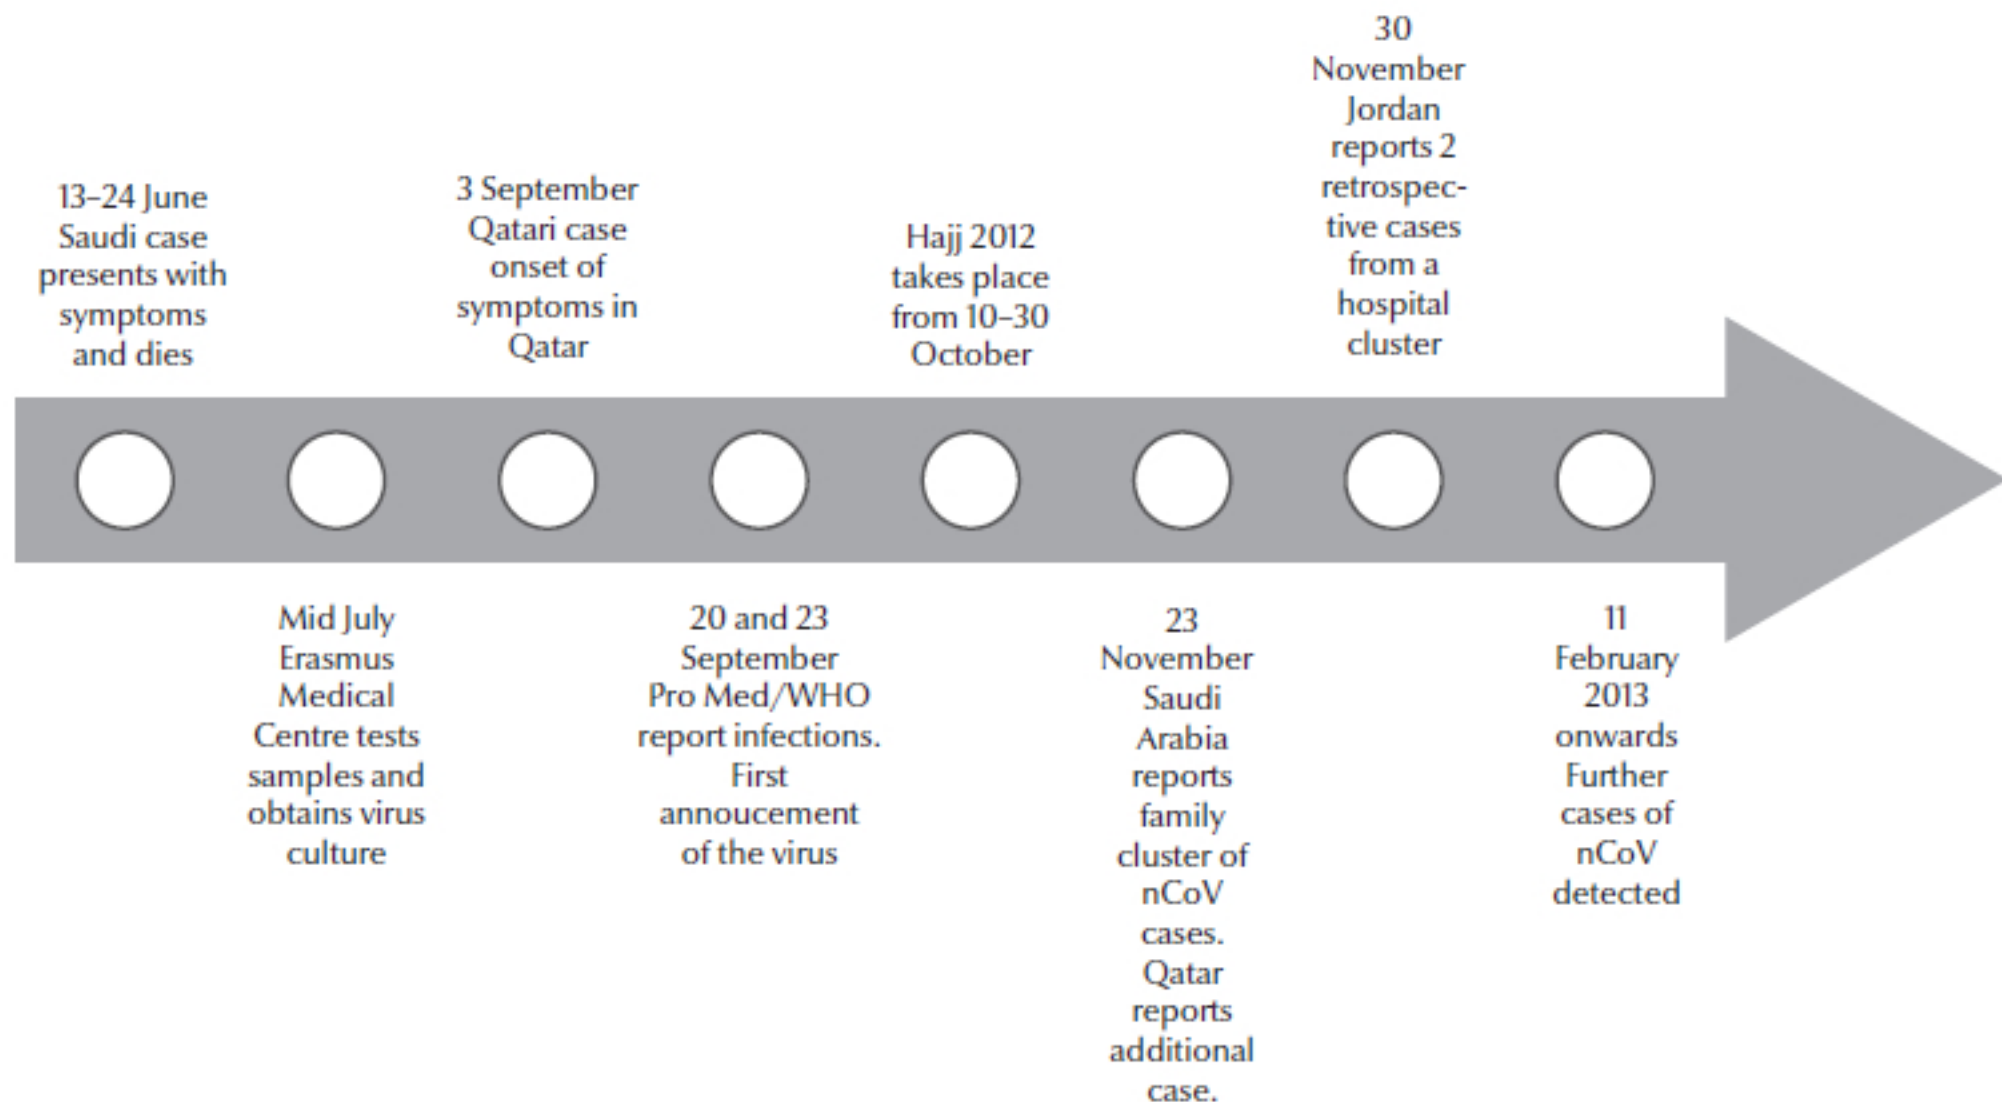 13–24 June
Saudi case
presents with
symptoms
and dies
Mid July
Erasmus
Medical
Centre tests
samples and
obtains virus
culture
3 September
Qatari case
onset of
symptoms in
Qatar
20 and 23
September
Pro Med/WHO
report infections.
First
annoucement
of the virus
Hajj 2012
takes place
from 10–30
October
23
November
Saudi
Arabia
reports
family
cluster of
nCoV
cases.
Qatar
reports
additional
case.
30
November
Jordan
reports 2
retrospec-
tive cases
from a
hospital
cluster
11
February
2013
onwards
Further
cases of
nCoV
detected